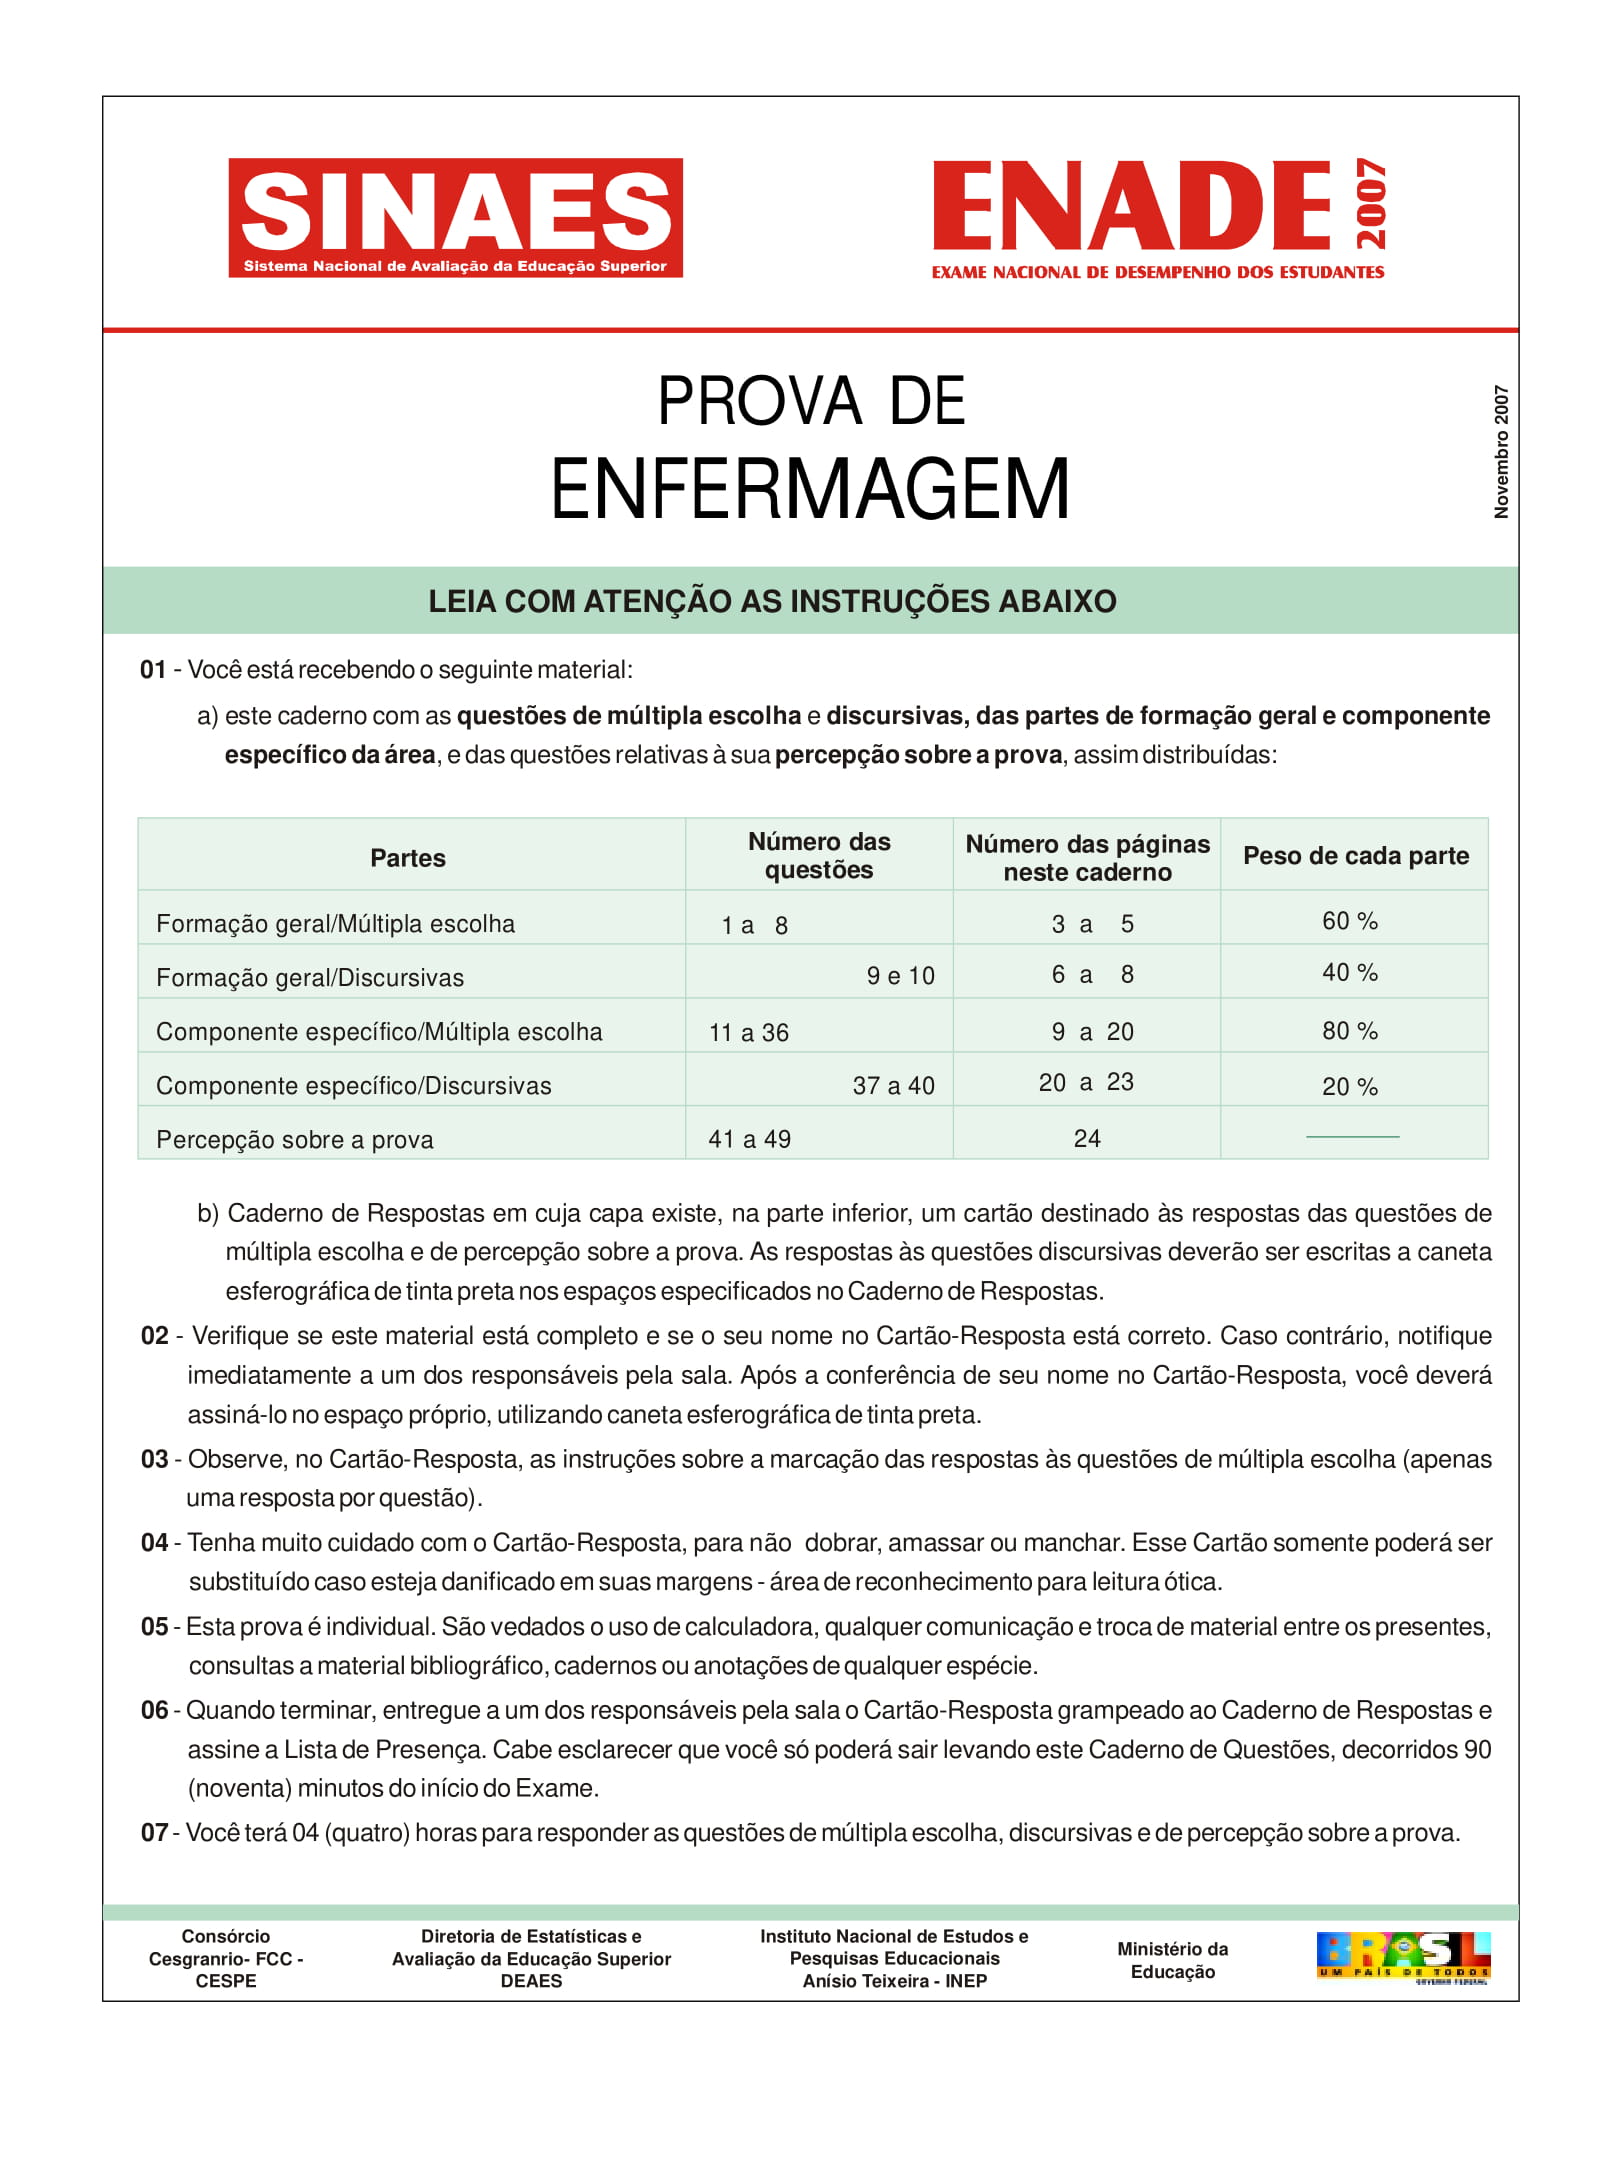 SINAES
Sistema Nacional de Avaliação da Educação Superior
ENADE 2007
EXAME NACIONAL DE DESEMPENHO DOS ESTUDANTES
PROVA DE
ENFERMAGEM
Novembro 2007
LEIA COM ATENÇÃO AS INSTRUÇÕES ABAIXO
01 - Você está recebendo o seguinte material:
a) este caderno com as questões de múltipla escolha e discursivas, das partes de formação geral e componente
específico da área, e das questões relativas à sua percepção sobre a prova, assim distribuídas:
Partes
Número das
questões
Número das páginas
neste caderno
Peso de cada parte
Formação geral/Múltipla escolha 1 a 8 3 a 5 60 %
Formação geral/Discursivas 9 e 10 6 a 8 40 %
Componente específico/Múltipla escolha 11 a 36 9 a 20 80 %
Componente específico/Discursivas 37 a 40 20 a 23 20 %
Percepção sobre a prova 41 a 49 24
b) Caderno de Respostas em cuja capa existe, na parte inferior, um cartão destinado às respostas das questões de
múltipla escolha e de percepção sobre a prova. As respostas às questões discursivas deverão ser escritas a caneta
esferográfica de tinta preta nos espaços especificados no Caderno de Respostas.
02 - Verifique se este material está completo e se o seu nome no Cartão-Resposta está correto. Caso contrário, notifique
imediatamente a um dos responsáveis pela sala. Após a conferência de seu nome no Cartão-Resposta, você deverá
assiná-lo no espaço próprio, utilizando caneta esferográfica de tinta preta.
03 - Observe, no Cartão-Resposta, as instruções sobre a marcação das respostas às questões de múltipla escolha (apenas
uma resposta por questão).
04 - Tenha muito cuidado com o Cartão-Resposta, para não dobrar, amassar ou manchar. Esse Cartão somente poderá ser
substituído caso esteja danificado em suas margens - área de reconhecimento para leitura ótica.
05 - Esta prova é individual. São vedados o uso de calculadora, qualquer comunicação e troca de material entre os presentes,
consultas a material bibliográfico, cadernos ou anotações de qualquer espécie.
06 - Quando terminar, entregue a um dos responsáveis pela sala o Cartão-Resposta grampeado ao Caderno de Respostas e
assine a Lista de Presença. Cabe esclarecer que você só poderá sair levando este Caderno de Questões, decorridos 90
(noventa) minutos do início do Exame.
07 - Você terá 04 (quatro) horas para responder as questões de múltipla escolha, discursivas e de percepção sobre a prova.
Consórcio
Cesgranrio- FCC -
CESPE
Diretoria de Estatísticas e
Avaliação da Educação Superior
DEAES
Instituto Nacional de Estudos e
Pesquisas Educacionais
Anísio Teixeira - INEP
Ministério da
Educação
BRASIL
UM PAÍS DE TODOS
GOVERNO FEDERAL